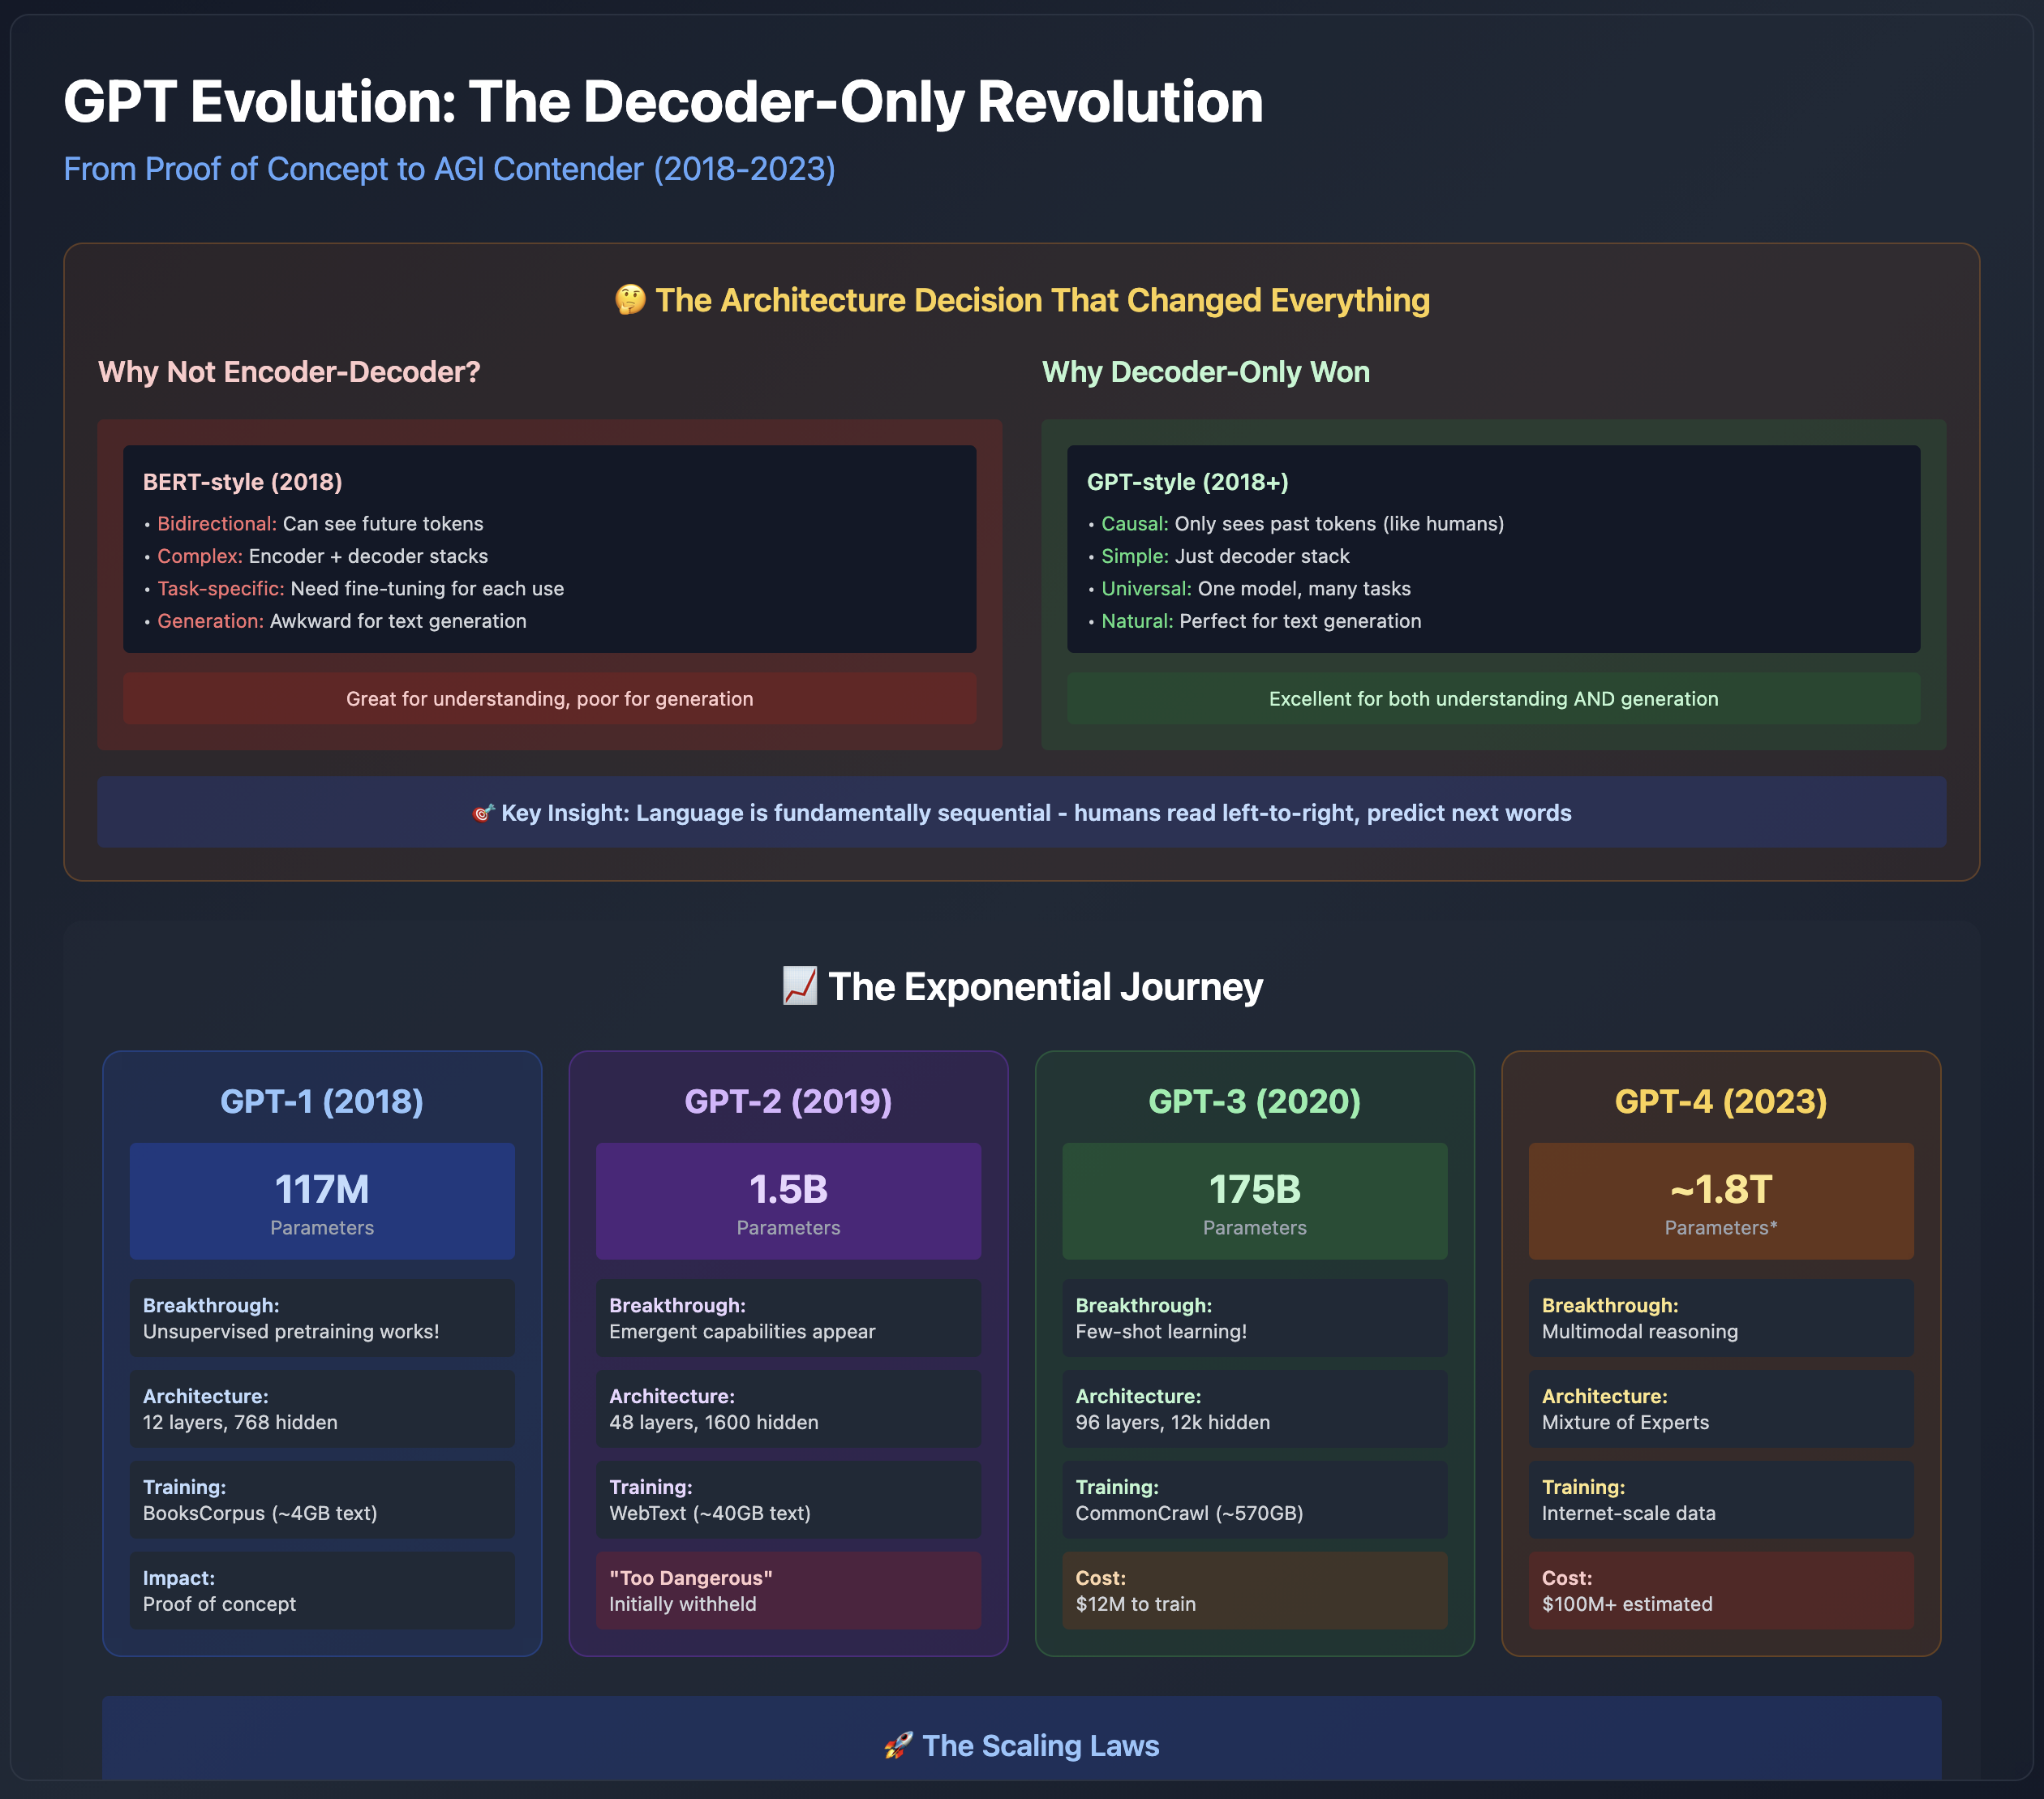 GPT Evolution: The Decoder-Only Revolution
From Proof of Concept to AGI Contender (2018-2023)
🤔 The Architecture Decision That Changed Everything
Why Not Encoder-Decoder?
BERT-style (2018)
• Bidirectional: Can see future tokens
• Complex: Encoder + decoder stacks
• Task-specific: Need fine-tuning for each use
• Generation: Awkward for text generation
Great for understanding, poor for generation
Why Decoder-Only Won
GPT-style (2018+)
• Causal: Only sees past tokens (like humans)
• Simple: Just decoder stack
• Universal: One model, many tasks
• Natural: Perfect for text generation
Excellent for both understanding AND generation
🎯 Key Insight: Language is fundamentally sequential - humans read left-to-right, predict next words
📈 The Exponential Journey
GPT-1 (2018)
117M
Parameters
Breakthrough:
Unsupervised pretraining works!
Architecture:
12 layers, 768 hidden
Training:
BooksCorpus (~4GB text)
Impact:
Proof of concept
GPT-2 (2019)
1.5B
Parameters
Breakthrough:
Emergent capabilities appear
Architecture:
48 layers, 1600 hidden
Training:
WebText (~40GB text)
"Too Dangerous"
Initially withheld
GPT-3 (2020)
175B
Parameters
Breakthrough:
Few-shot learning!
Architecture:
96 layers, 12k hidden
Training:
CommonCrawl (~570GB)
Cost:
$12M to train
GPT-4 (2023)
~1.8T
Parameters*
Breakthrough:
Multimodal reasoning
Architecture:
Mixture of Experts
Training:
Internet-scale data
Cost:
$100M+ estimated
🚀 The Scaling Laws